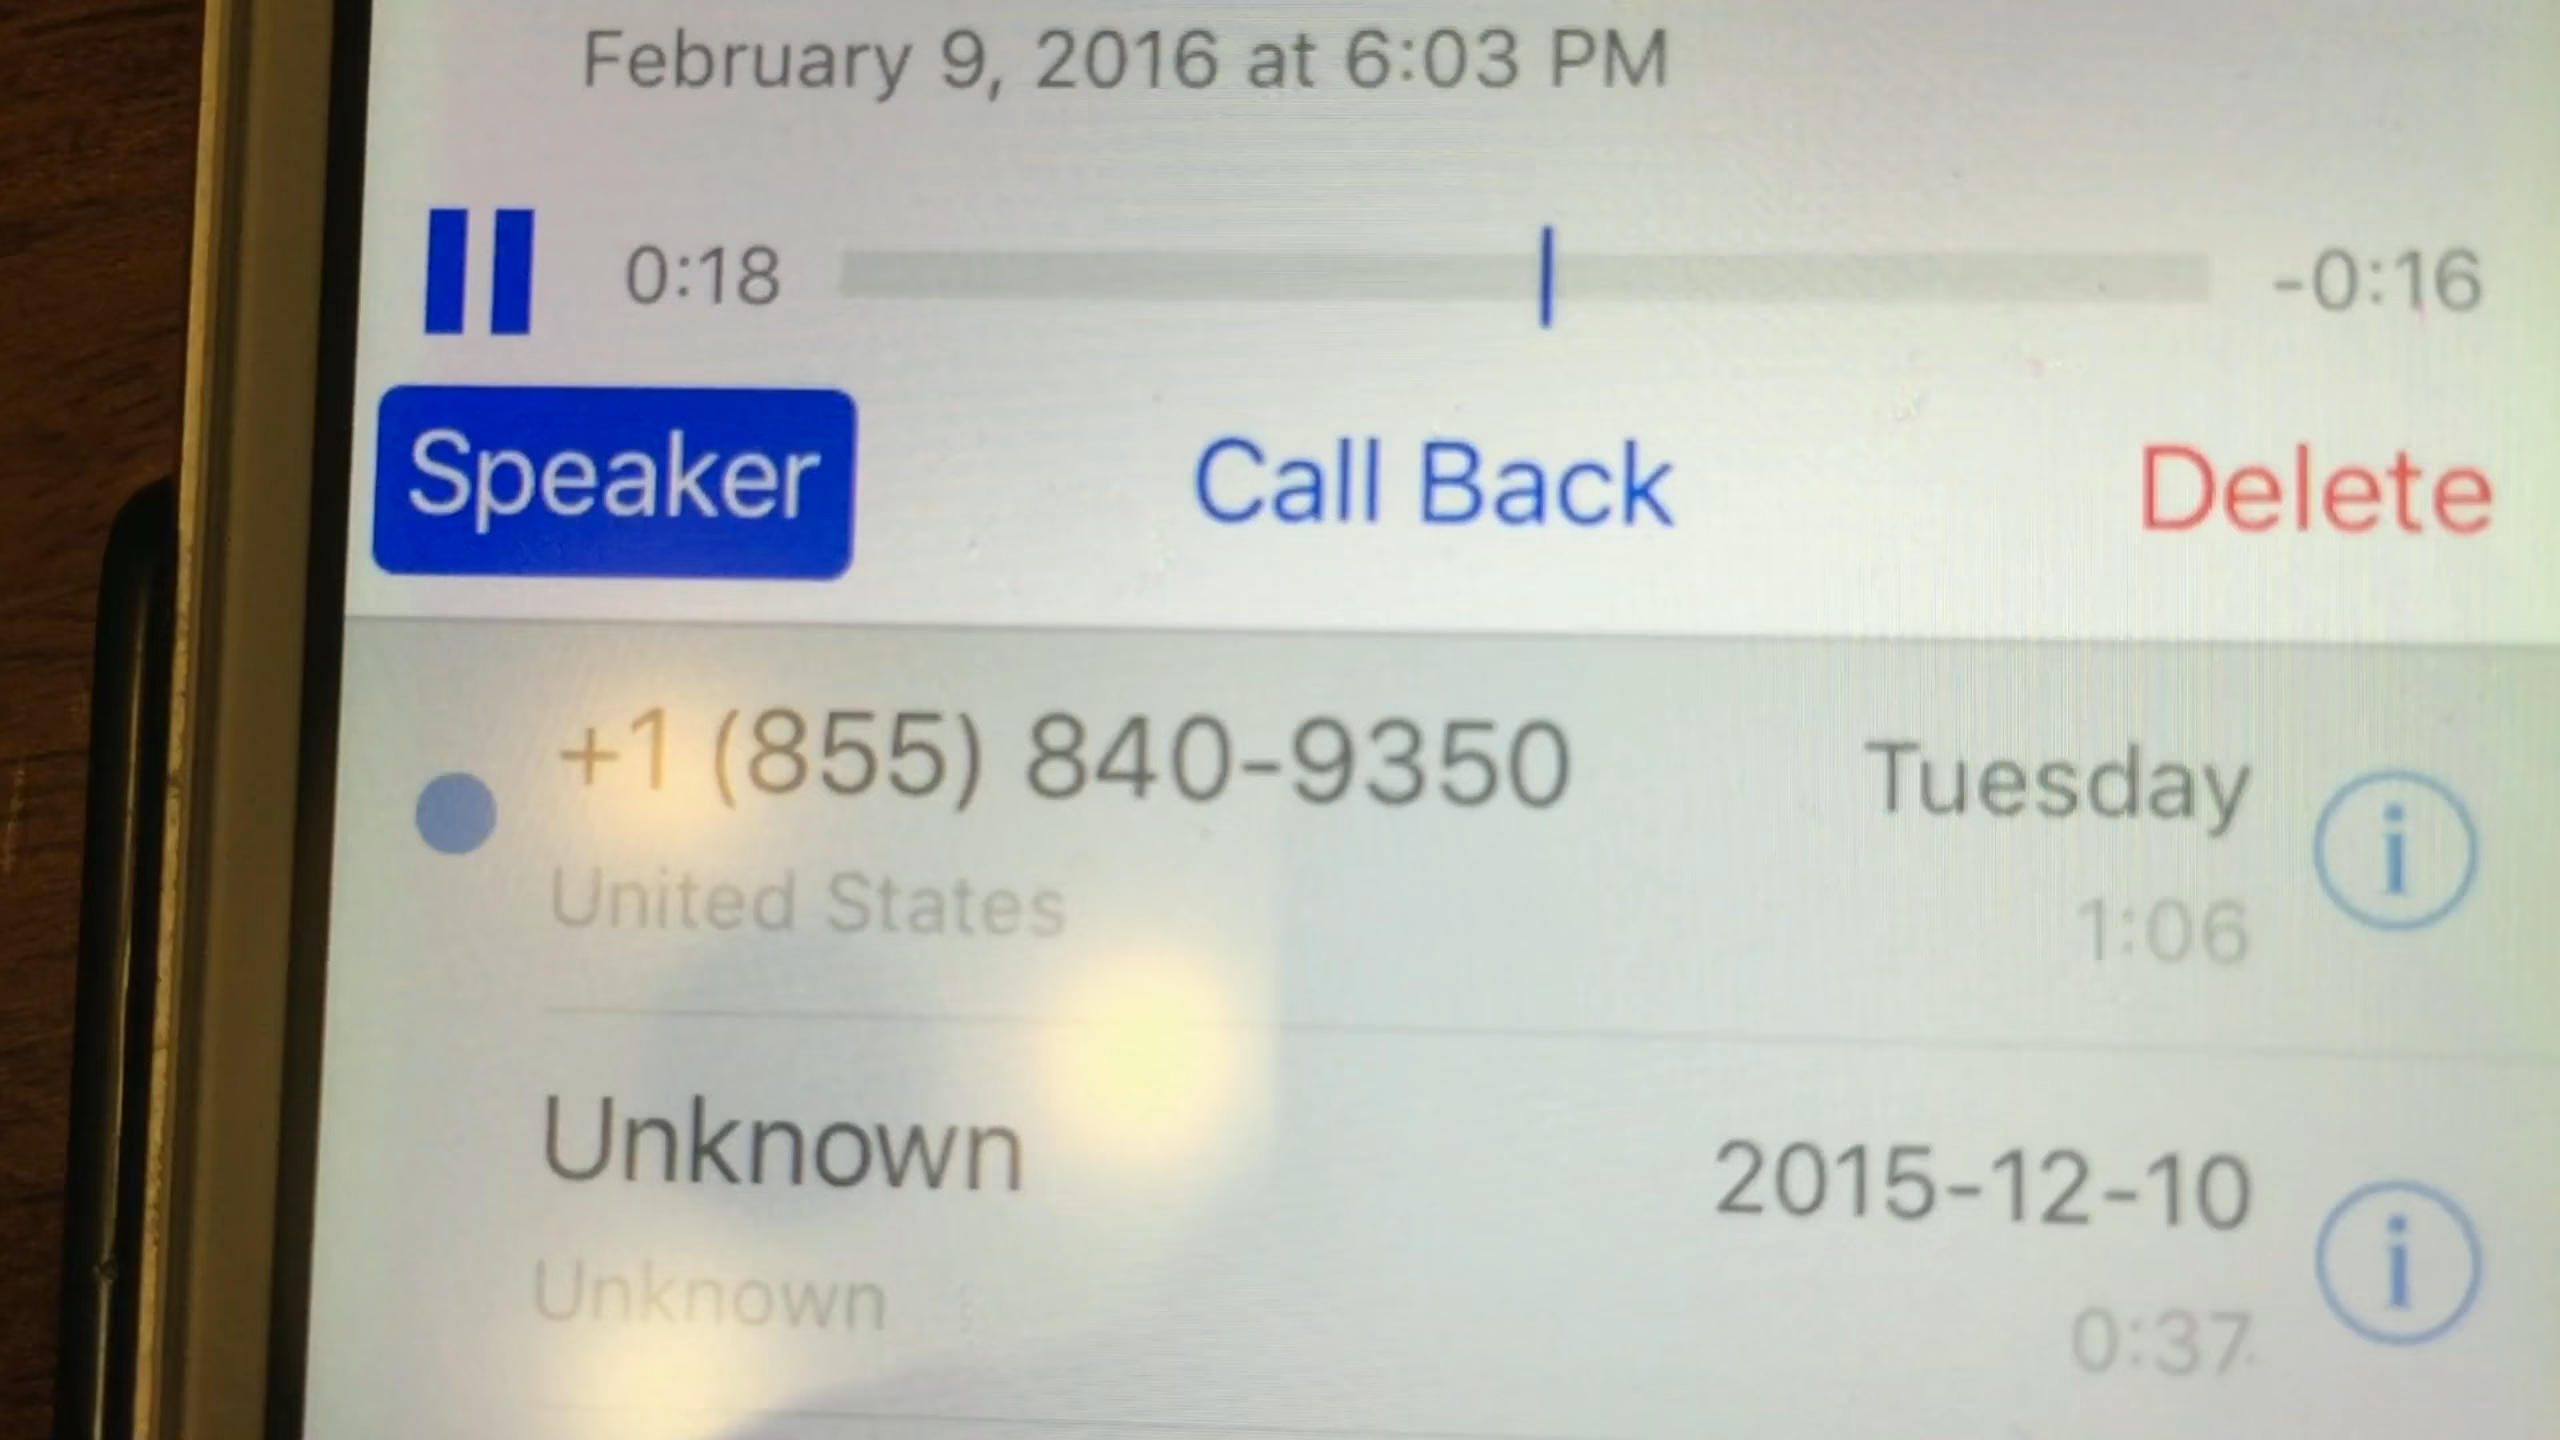 February 9, 2016 at 6:03 PM
0:18 -0:16
Speaker Call Back Delete
+1 (855) 840-9350 Tuesday
United States 1:06
Unknown 2015-12-10
Unknown 0:37